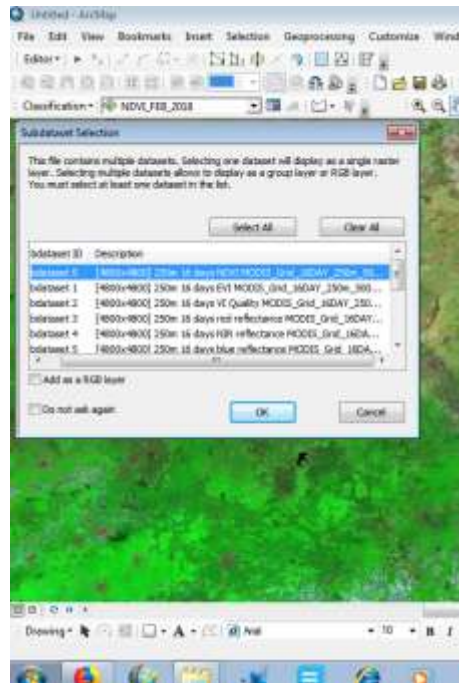 Untitled - ArcMap
File Edit View Bookmarks Insert Selection Geoprocessing Customize Wind
Editor
Classification NDVI_FEB_2018
Subdataset Selection
This file contains multiple datasets. Selecting one dataset will display as a single raster
layer. Selecting multiple datasets allows to display as a group layer or RGB layer.
You must select at least one dataset in the list.
Select All Clear All
bdataset ID Description
bdataset 0 [4800x4800] 250m 16 days NDVI MODIS_Grid_16DAY_250m_50...
bdataset 1 [4800x4800] 250m 16 days EVI MODIS_Grid_16DAY_250m_500...
bdataset 2 [4800x4800] 250m 16 days VI Quality MODIS_Grid_16DAY_250...
bdataset 3 [4800x4800] 250m 16 days red reflectance MODIS_Grid_16DAY...
bdataset 4 [4800x4800] 250m 16 days NIR reflectance MODIS_Grid_16DA...
bdataset 5 [4800x4800] 250m 16 days blue reflectance MODIS_Grid_16DA...
Add as a RGB layer
Do not ask again OK Cancel
Drawing A Arial 10 B I